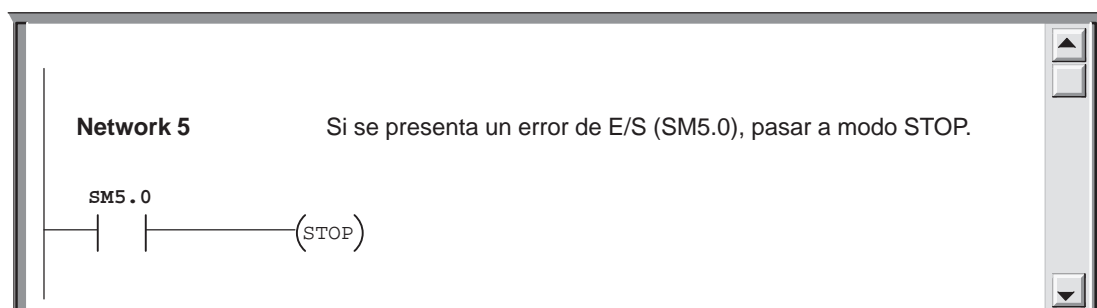 Network 5 Si se presenta un error de E/S (SM5.0), pasar a modo STOP.
SM5.0
STOP